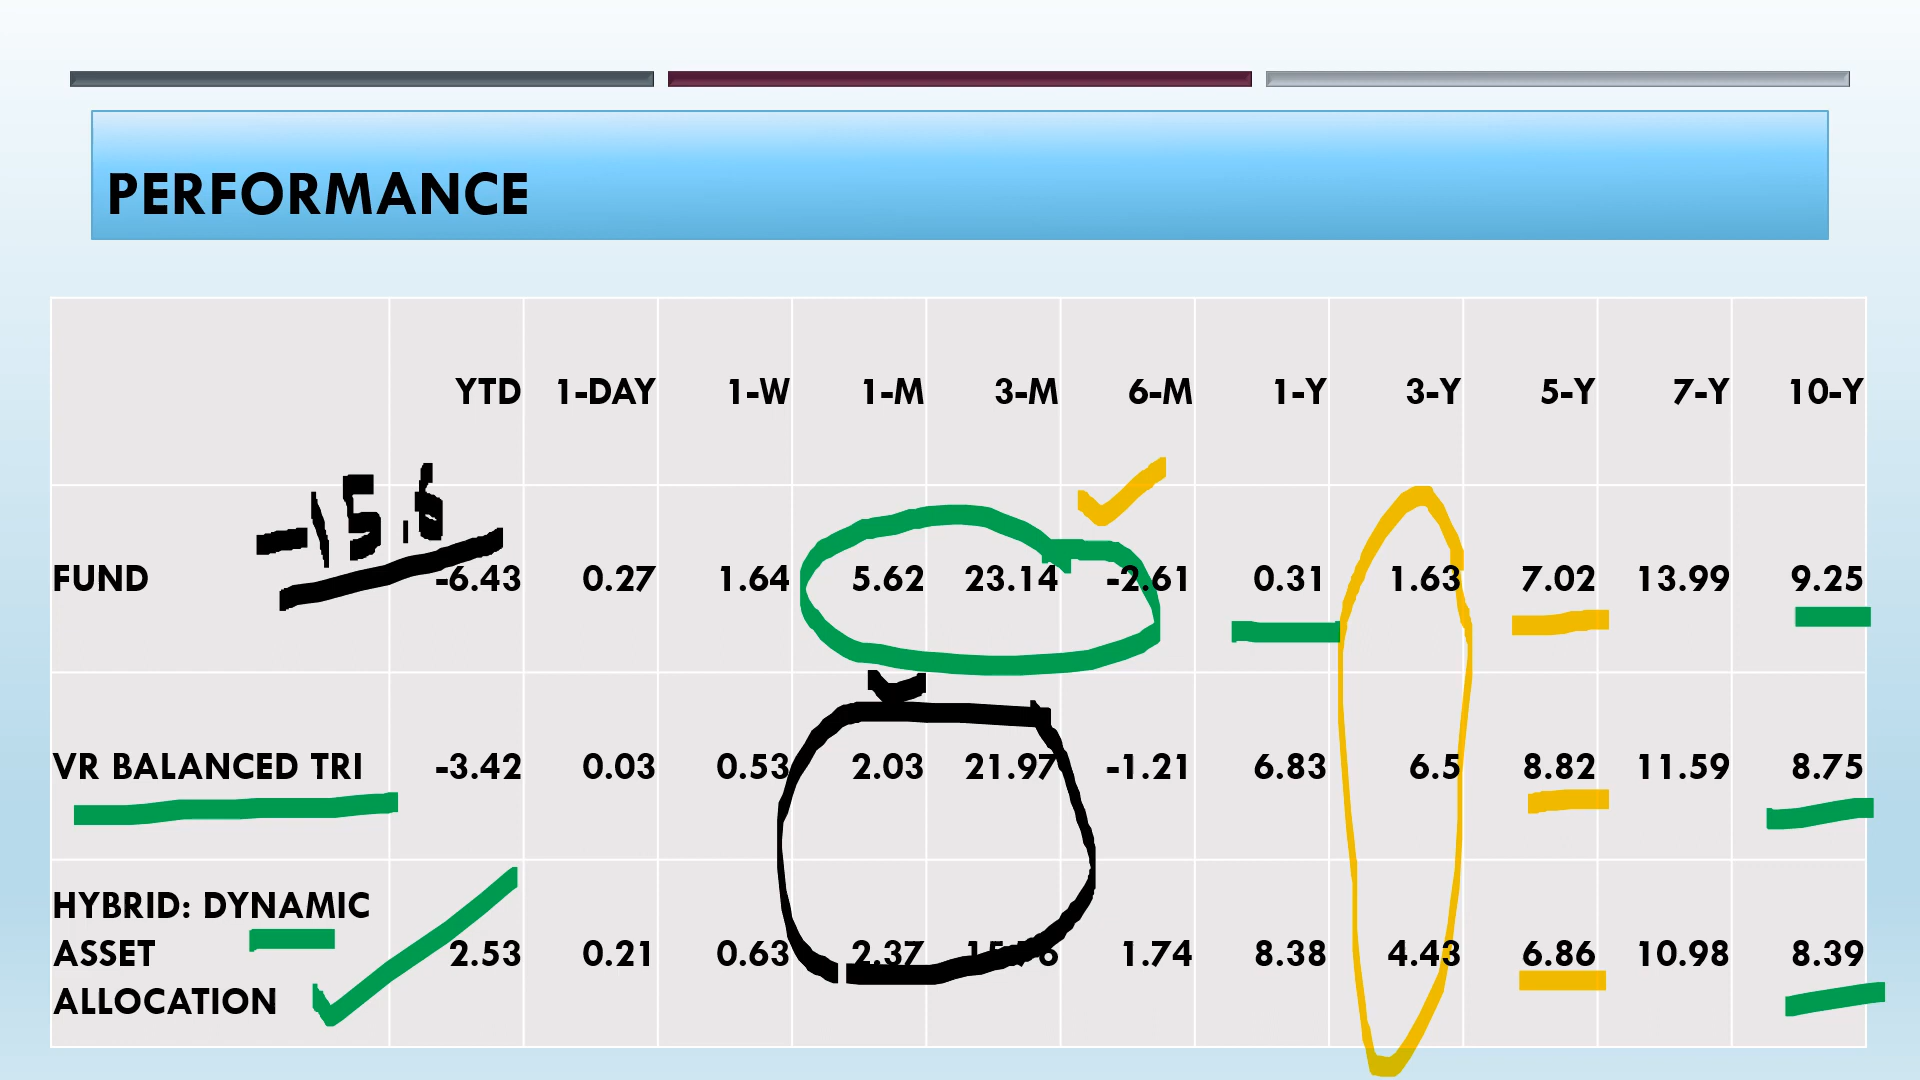 PERFORMANCE
YTD 1-DAY 1-W 1-M 3-M 6-M 1-Y 3-Y 5-Y 7-Y 10-Y
-15.6
FUND -6.43 0.27 1.64 5.62 23.14 -2.61 0.31 1.63 7.02 13.99 9.25
VR BALANCED TRI -3.42 0.03 0.53 2.03 21.97 -1.21 6.83 6.5 8.82 11.59 8.75
HYBRID: DYNAMIC
ASSET 2.53 0.21 0.63 2.37 1.74 8.38 4.43 6.86 10.98 8.39
ALLOCATION